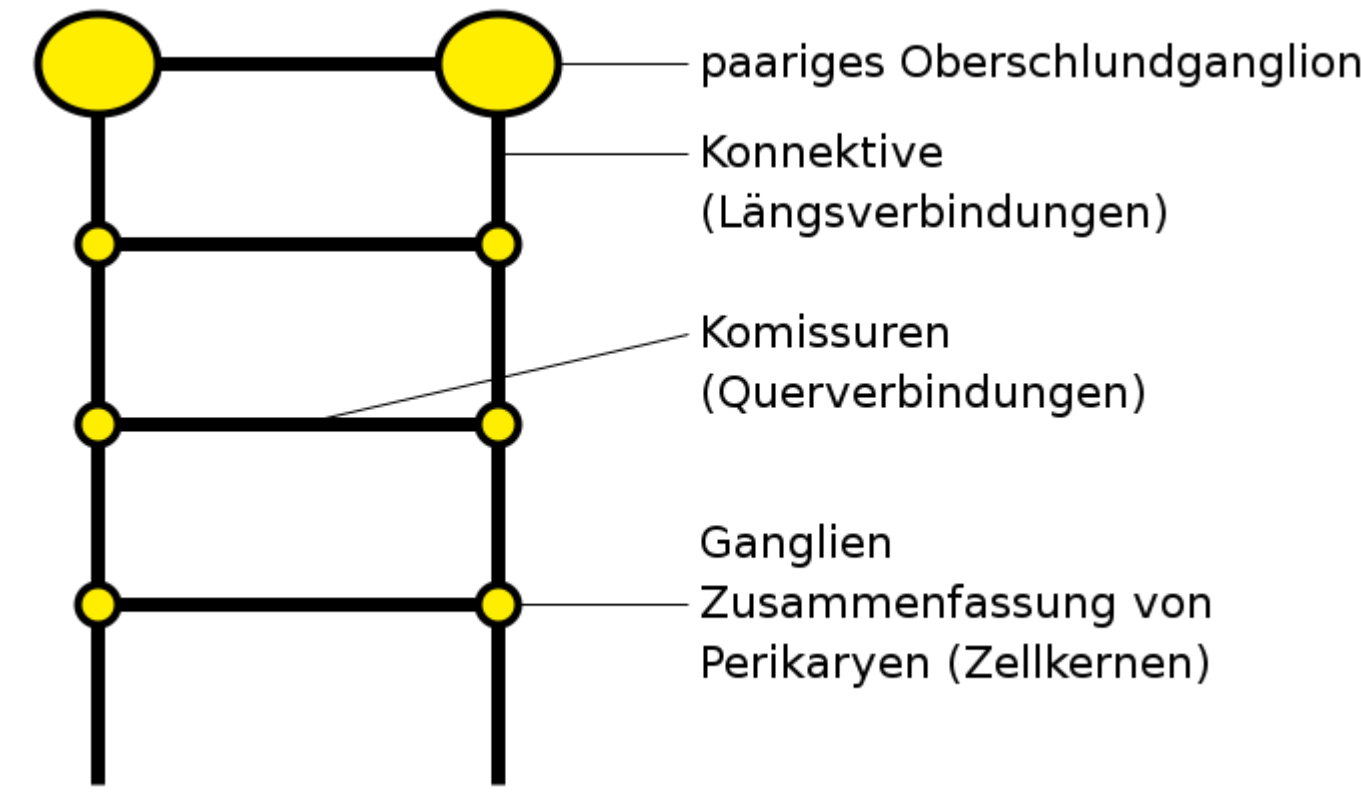 paariges Oberschlundganglion
Konnektive
(Längsverbindungen)
Komissuren
(Querverbindungen)
Ganglien
Zusammenfassung von
Perikaryen (Zellkernen)